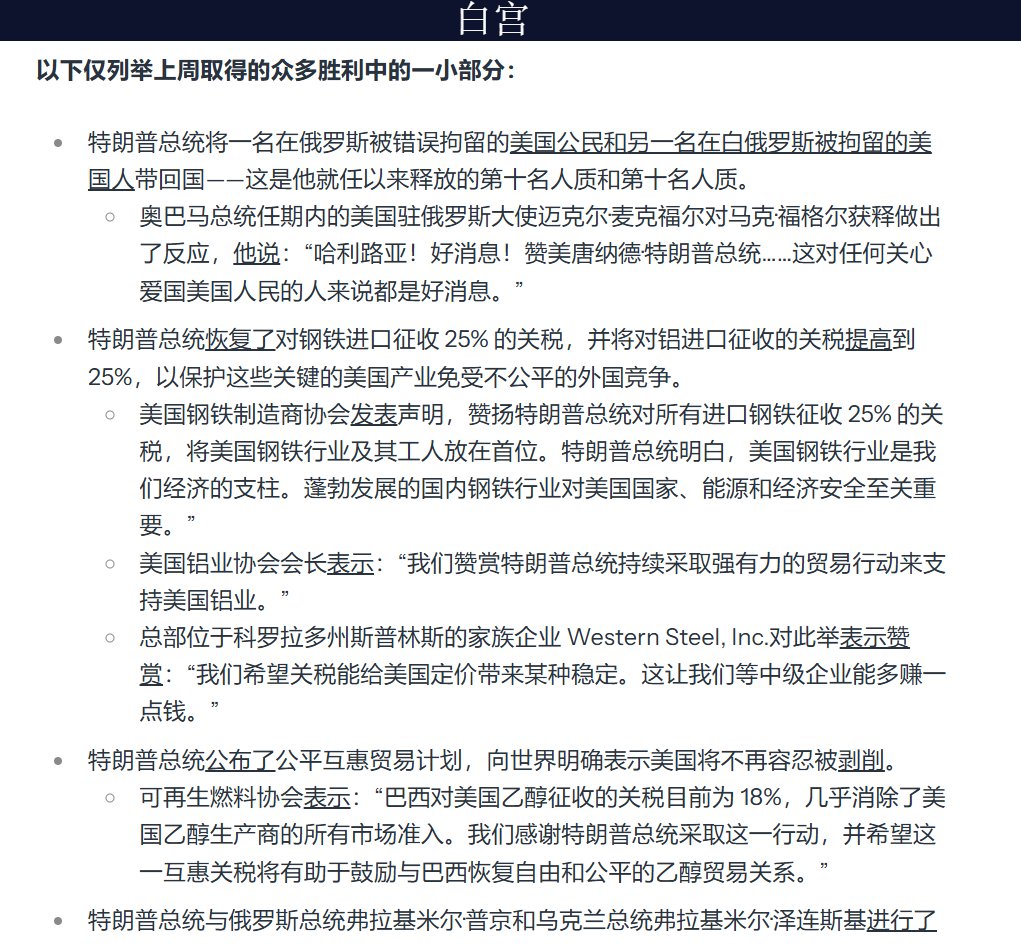 白宫
以下仅列举上周取得的众多胜利中的一小部分：
特朗普总统将一名在俄罗斯被错误拘留的美国公民和另一名在白俄罗斯被拘留的美
国人带回国——这是他就任以来释放的第十名人质和第十名人质。
奥巴马总统任期内的美国驻俄罗斯大使迈克尔·麦克福尔对马克·福格尔获释做出
了反应，他说：“哈利路亚！好消息！赞美唐纳德·特朗普总统……这对任何关心
爱国美国人民的人来说都是好消息。”
特朗普总统恢复了对钢铁进口征收 25% 的关税，并将对铝进口征收的关税提高到
25%，以保护这些关键的美国产业免受不公平的外国竞争。
美国钢铁制造商协会发表声明，赞扬特朗普总统对所有进口钢铁征收 25% 的关
税，将美国钢铁行业及其工人放在首位。特朗普总统明白，美国钢铁行业是我
们经济的支柱。蓬勃发展的国内钢铁行业对美国国家、能源和经济安全至关重
要。”
美国铝业协会会长表示：“我们赞赏特朗普总统持续采取强有力的贸易行动来支
持美国铝业。”
总部位于科罗拉多州斯普林斯的家族企业 Western Steel, Inc.对此举表示赞
赏：“我们希望关税能给美国定价带来某种稳定。这让我们等中级企业能多赚一
点钱。”
特朗普总统公布了公平互惠贸易计划，向世界明确表示美国将不再容忍被剥削。
可再生燃料协会表示：“巴西对美国乙醇征收的关税目前为 18%，几乎消除了美
国乙醇生产商的所有市场准入。我们感谢特朗普总统采取这一行动，并希望这
一互惠关税将有助于鼓励与巴西恢复自由和公平的乙醇贸易关系。”
特朗普总统与俄罗斯总统弗拉基米尔·普京和乌克兰总统弗拉基米尔·泽连斯基进行了